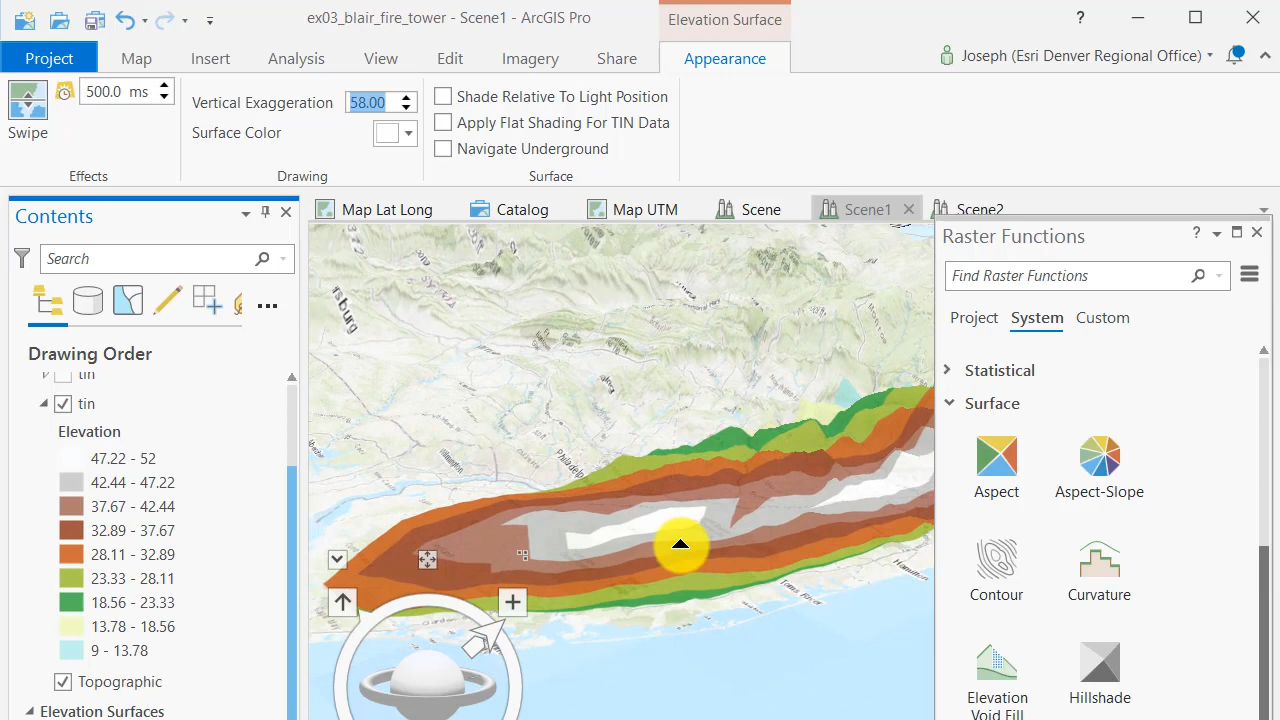 ex03_blair_fire_tower - Scene1 - ArcGIS Pro
Elevation Surface
?
Project
Map
Insert
Analysis
View
Edit
Imagery
Share
Appearance
Joseph (Esri Denver Regional Office)
500.0 ms
Swipe
Effects
Vertical Exaggeration
58.00
Surface Color
Drawing
Shade Relative To Light Position
Apply Flat Shading For TIN Data
Navigate Underground
Surface
Contents
Search
Drawing Order
tin
tin
Elevation
47.22 - 52
42.44 - 47.22
37.67 - 42.44
32.89 - 37.67
28.11 - 32.89
23.33 - 28.11
18.56 - 23.33
13.78 - 18.56
9 - 13.78
Topographic
Elevation Surfaces
Map Lat Long
Catalog
Map UTM
Scene
Scene1
Scene2
sburg
Philadelp
Toms River
Hamilton
Raster Functions
?
Find Raster Functions
Project
System
Custom
Statistical
Surface
Aspect
Aspect-Slope
Contour
Curvature
Elevation
Void Fill
Hillshade